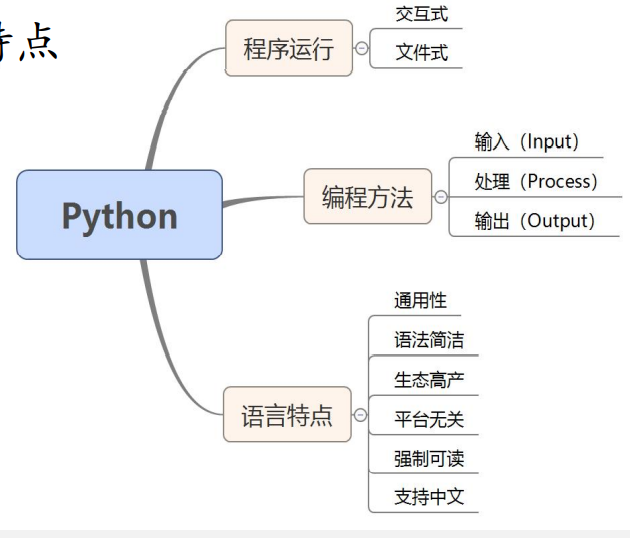 特点
程序运行
交互式
文件式
Python
编程方法
输入（Input）
处理（Process）
输出（Output）
语言特点
通用性
语法简洁
生态高产
平台无关
强制可读
支持中文